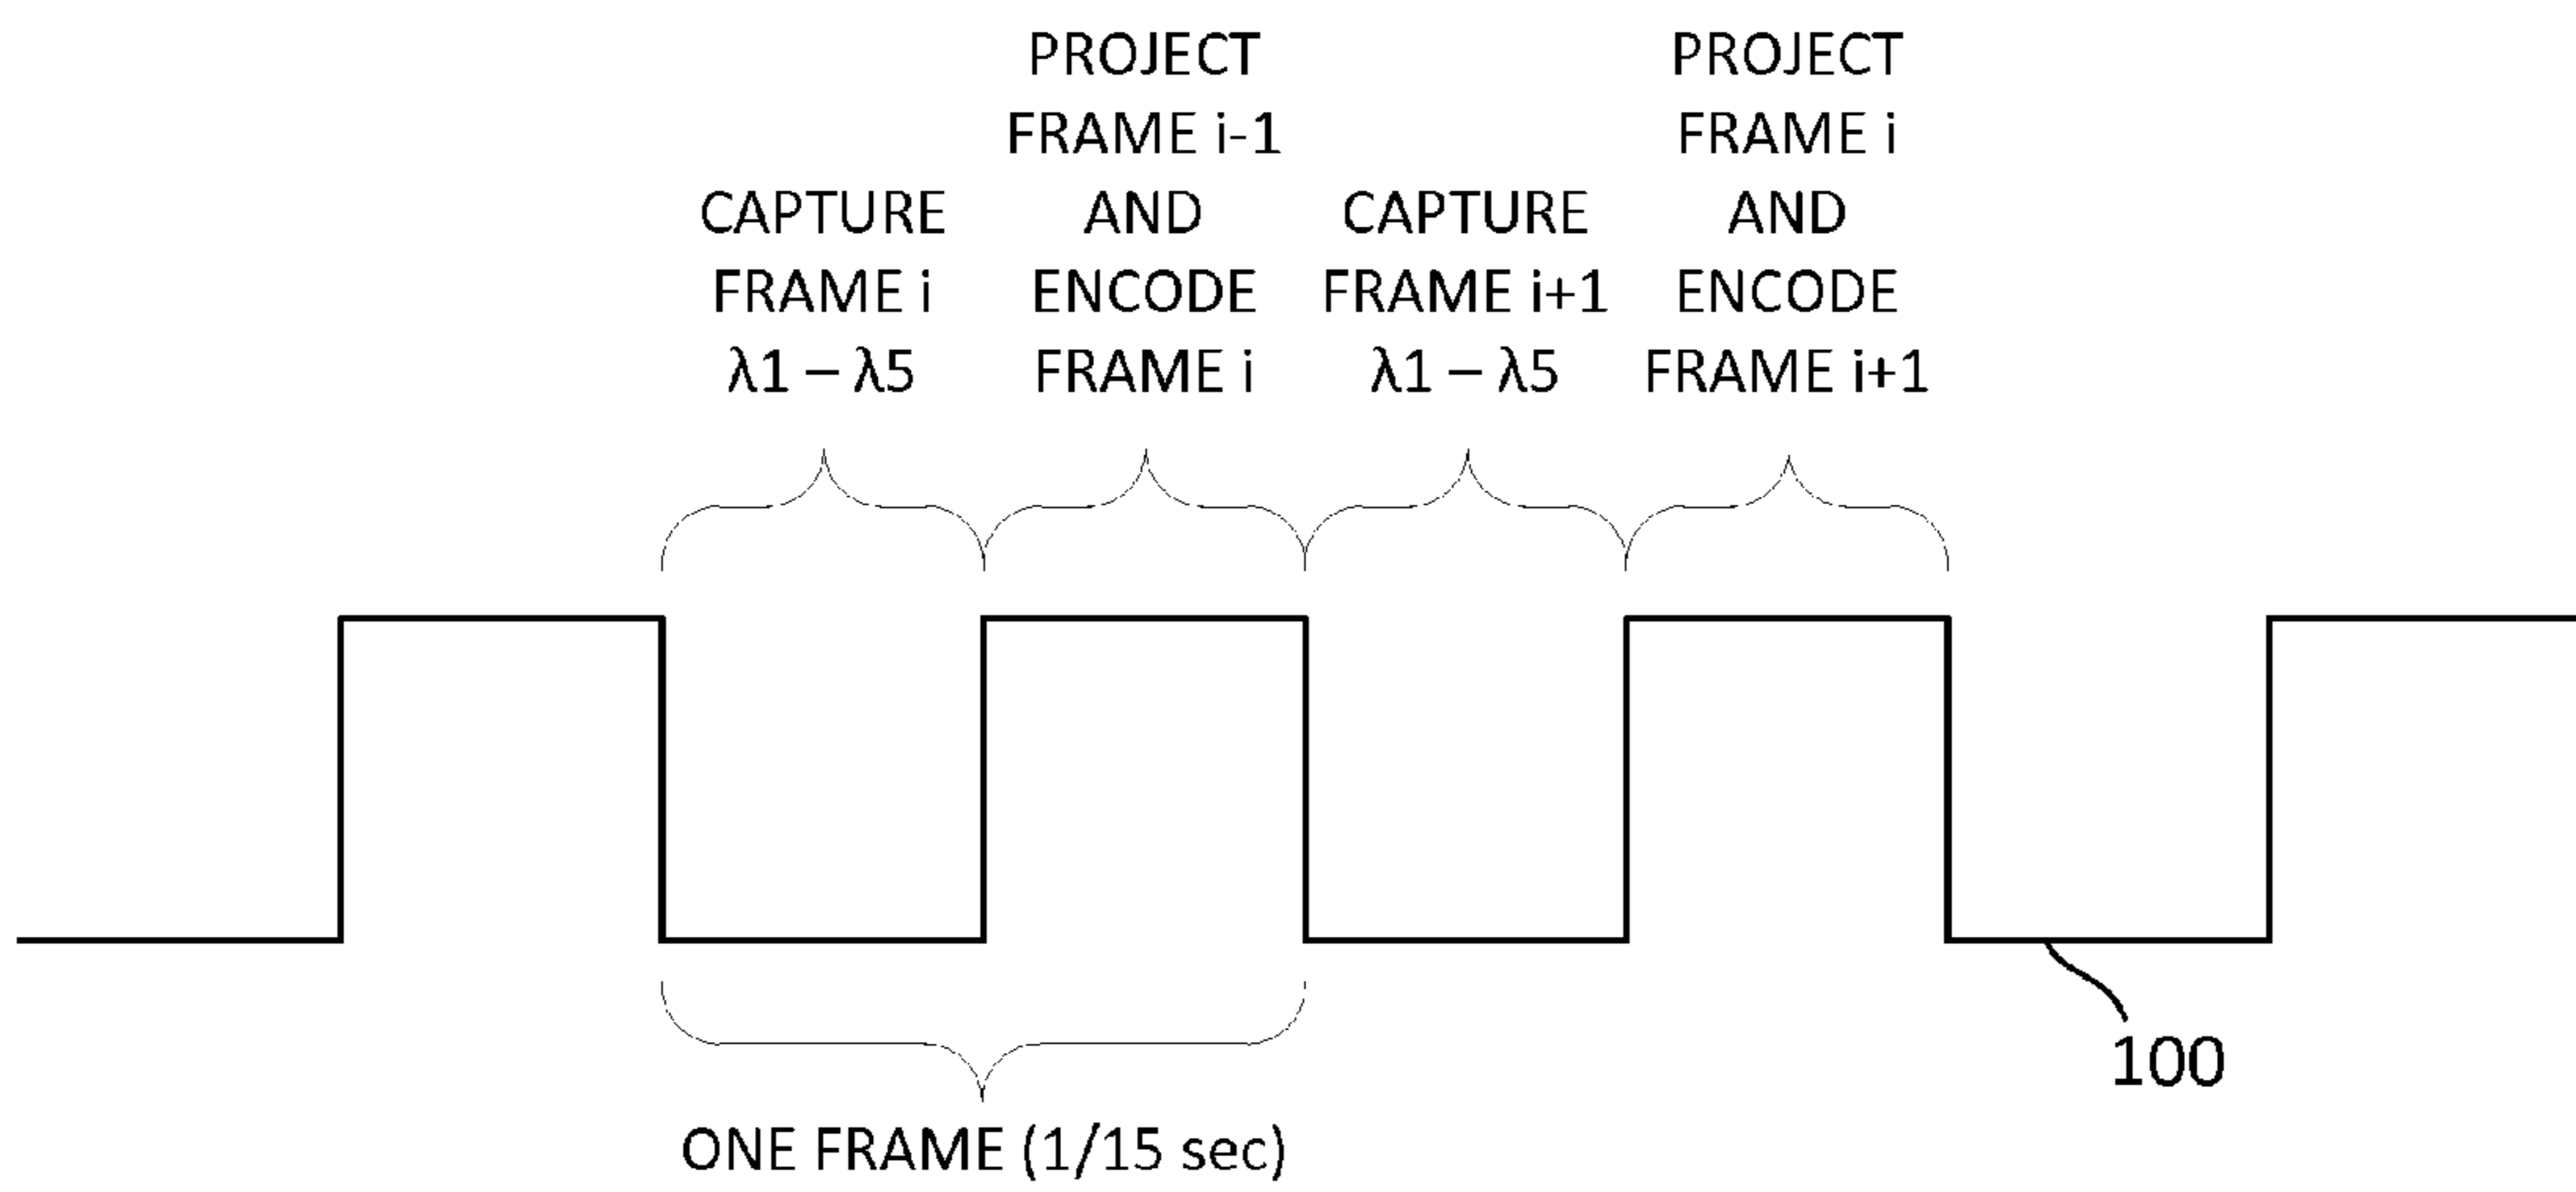 CAPTURE
FRAME i
λ1 – λ5
PROJECT
FRAME i-1
AND
ENCODE
FRAME i
CAPTURE
FRAME i+1
λ1 – λ5
PROJECT
FRAME i
AND
ENCODE
FRAME i+1
100
ONE FRAME (1/15 sec)